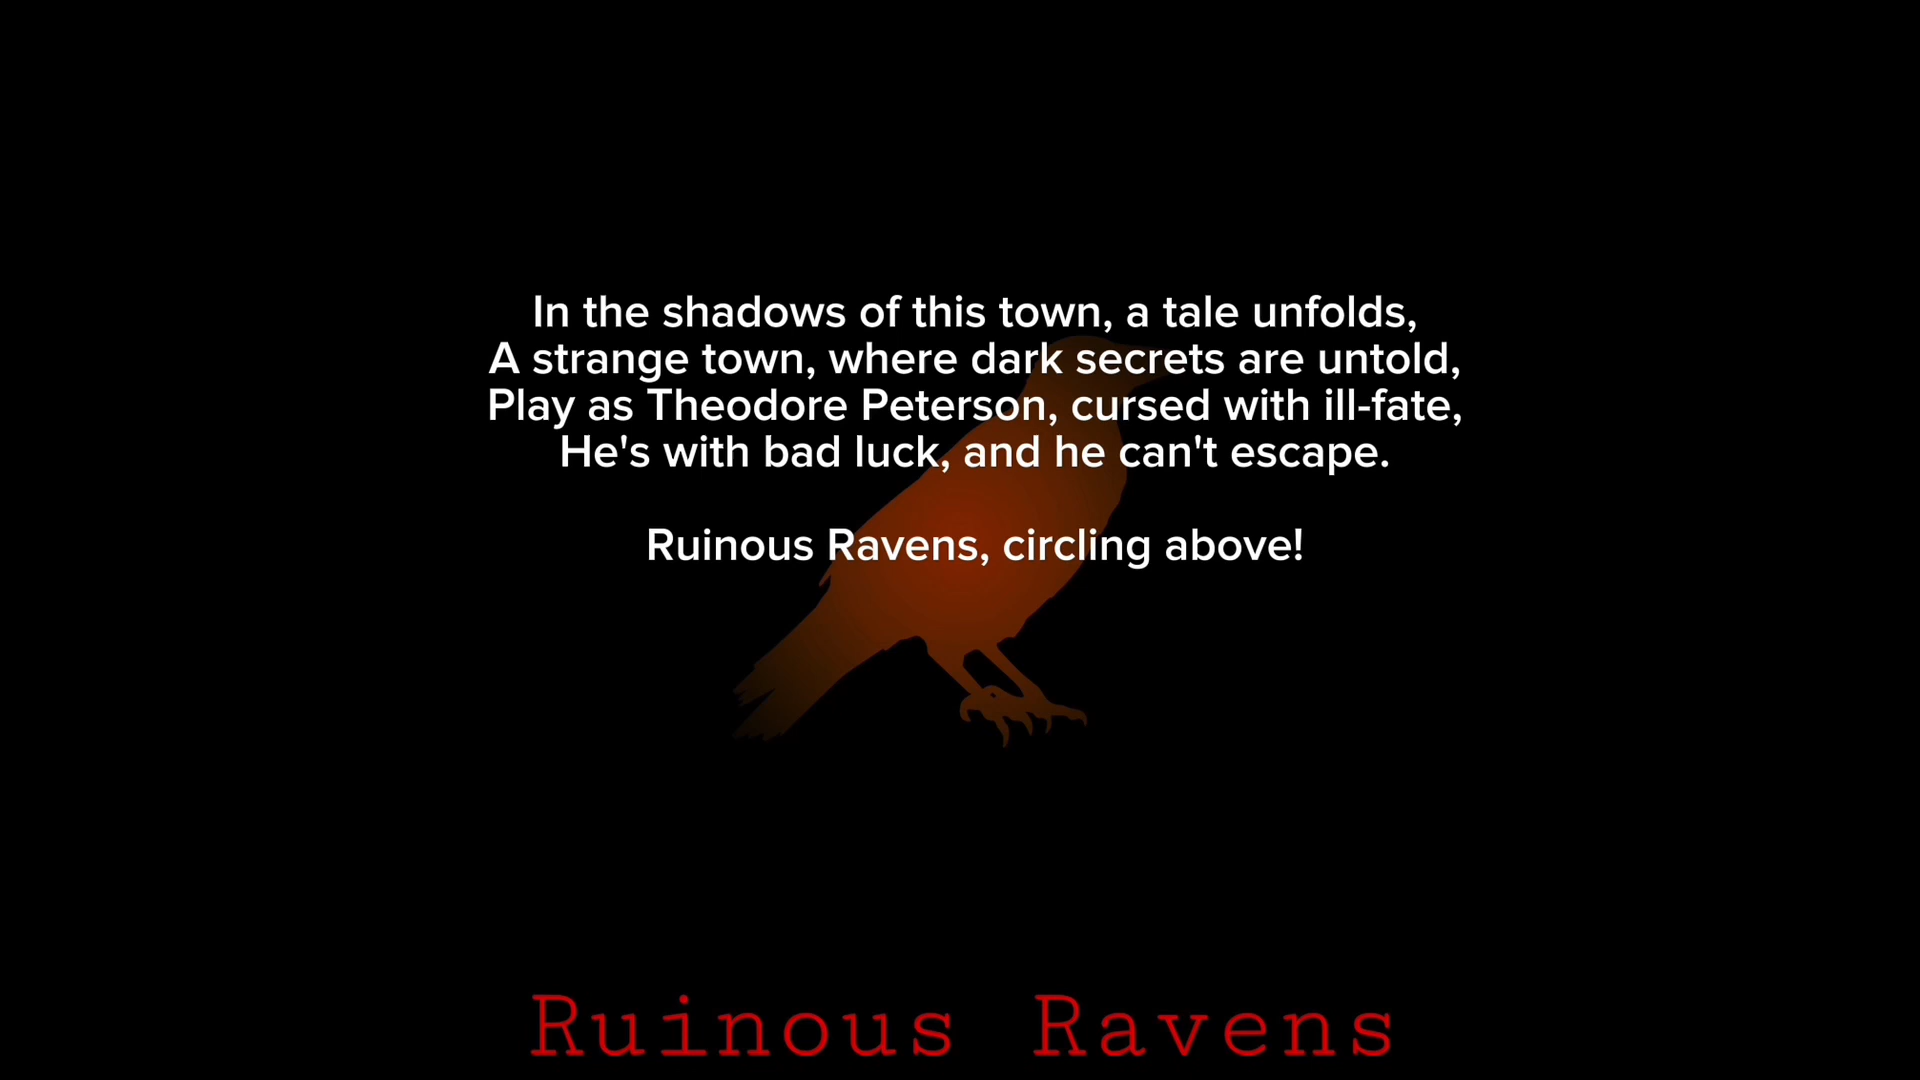 In the shadows of this town, a tale unfolds,
A strange town, where dark secrets are untold,
Play as Theodore Peterson, cursed with ill-fate,
He's with bad luck, and he can't escape.
Ruinous Ravens, circling above!
Ruinous Ravens